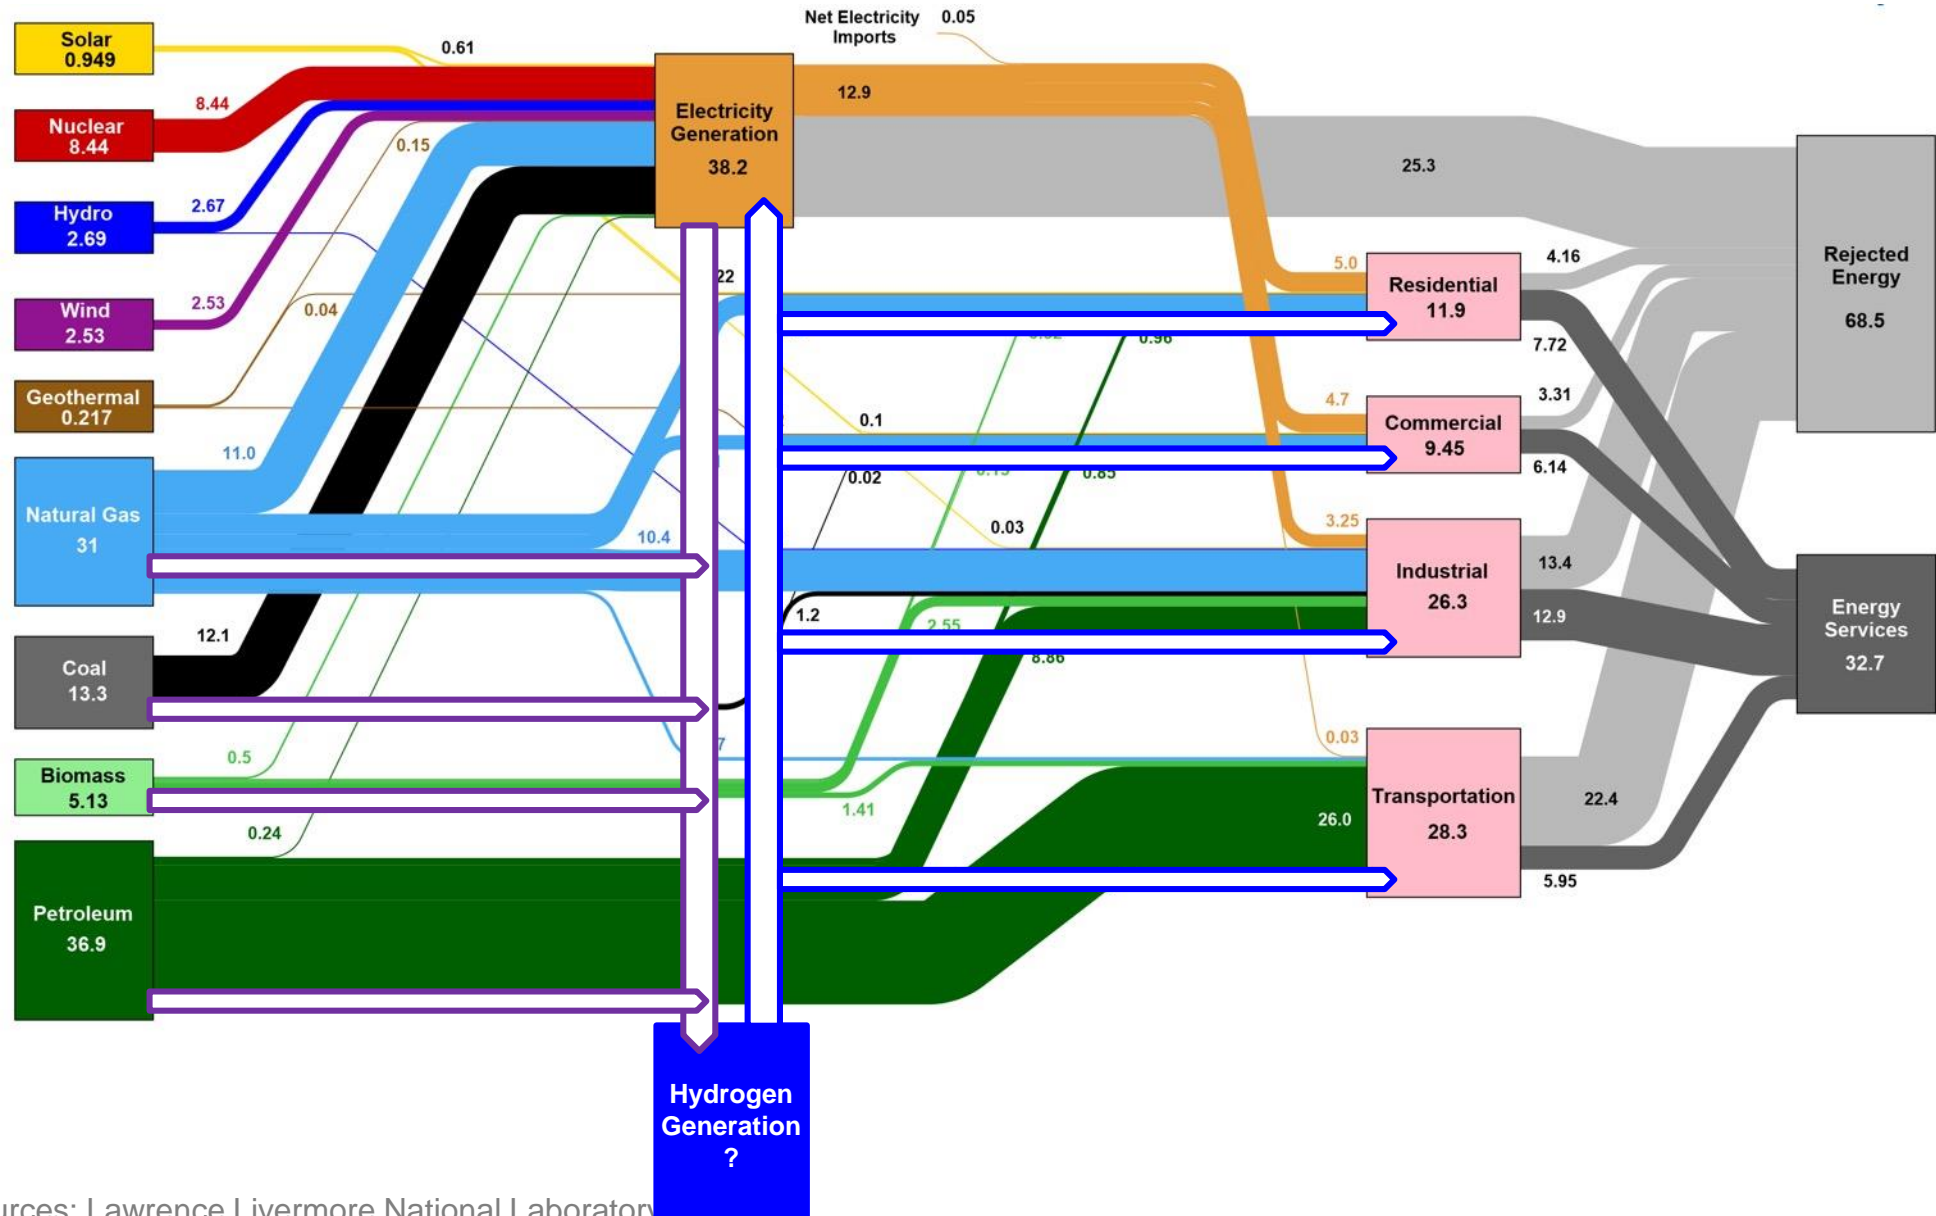 Net Electricity 0.05
Imports
Solar
0.949
0.61
Nuclear
8.44
8.44
Electricity
Generation
38.2
12.9
0.15
25.3
Hydro
2.69
2.67
Wind
2.53
2.53
0.04
22
Geothermal
0.217
Natural Gas
31
11.0
10.4
Coal
13.3
12.1
Biomass
5.13
0.5
0.24
Petroleum
36.9
0.96
0.1
0.02
0.85
0.03
1.2
2.55
8.86
7
1.41
26.0
5.0
Residential
11.9
4.16
7.72
4.7
Commercial
9.45
3.31
6.14
3.25
Industrial
26.3
13.4
12.9
0.03
Transportation
28.3
22.4
5.95
Rejected
Energy
68.5
Energy
Services
32.7
Hydrogen
Generation
?
urces: Lawrence Livermore National Laboratory